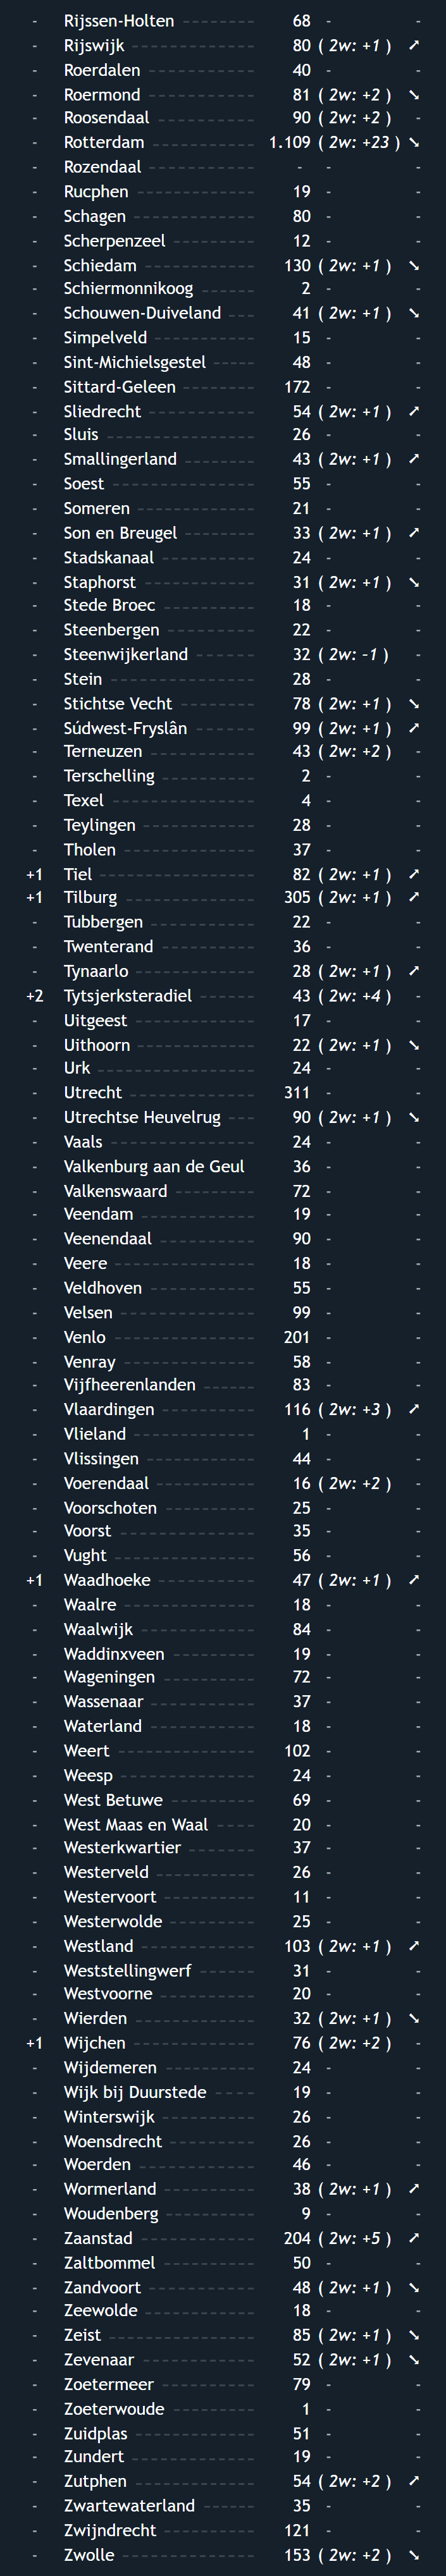 - Rijssen-Holten 68 - -
- Rijswijk 80 ( 2w: +1 ) ➚
- Roerdalen 40 - -
- Roermond 81 ( 2w: +2 ) ➘
- Roosendaal 90 ( 2w: +2 ) -
- Rotterdam 1.109 ( 2w: +23 ) ➘
- Rozendaal - - -
- Rucphen 19 - -
- Schagen 80 - -
- Scherpenzeel 12 - -
- Schiedam 130 ( 2w: +1 ) ➘
- Schiermonnikoog 2 - -
- Schouwen-Duiveland 41 ( 2w: +1 ) ➘
- Simpelveld 15 - -
- Sint-Michielsgestel 48 - -
- Sittard-Geleen 172 - -
- Sliedrecht 54 ( 2w: +1 ) ➚
- Sluis 26 - -
- Smallingerland 43 ( 2w: +1 ) ➚
- Soest 55 - -
- Someren 21 - -
- Son en Breugel 33 ( 2w: +1 ) ➚
- Stadskanaal 24 - -
- Staphorst 31 ( 2w: +1 ) ➘
- Stede Broec 18 - -
- Steenbergen 22 - -
- Steenwijkerland 32 ( 2w: -1 ) -
- Stein 28 - -
- Stichtse Vecht 78 ( 2w: +1 ) ➘
- Súdwest-Fryslân 99 ( 2w: +1 ) ➚
- Terneuzen 43 ( 2w: +2 ) -
- Terschelling 2 - -
- Texel 4 - -
- Teylingen 28 - -
- Tholen 37 - -
+1 Tiel 82 ( 2w: +1 ) ➚
+1 Tilburg 305 ( 2w: +1 ) ➚
- Tubbergen 22 - -
- Twenterand 36 - -
- Tynaarlo 28 ( 2w: +1 ) ➚
+2 Tytsjerksteradiel 43 ( 2w: +4 ) -
- Uitgeest 17 - -
- Uithoorn 22 ( 2w: +1 ) ➘
- Urk 24 - -
- Utrecht 311 - -
- Utrechtse Heuvelrug 90 ( 2w: +1 ) ➘
- Vaals 24 - -
- Valkenburg aan de Geul 36 - -
- Valkenswaard 72 - -
- Veendam 19 - -
- Veenendaal 90 - -
- Veere 18 - -
- Veldhoven 55 - -
- Velsen 99 - -
- Venlo 201 - -
- Venray 58 - -
- Vijfheerenlanden 83 - -
- Vlaardingen 116 ( 2w: +3 ) ➚
- Vlieland 1 - -
- Vlissingen 44 - -
- Voerendaal 16 ( 2w: +2 ) -
- Voorschoten 25 - -
- Voorst 35 - -
- Vught 56 - -
+1 Waadhoeke 47 ( 2w: +1 ) ➚
- Waalre 18 - -
- Waalwijk 84 - -
- Waddinxveen 19 - -
- Wageningen 72 - -
- Wassenaar 37 - -
- Waterland 18 - -
- Weert 102 - -
- Weesp 24 - -
- West Betuwe 69 - -
- West Maas en Waal 20 - -
- Westerkwartier 37 - -
- Westerveld 26 - -
- Westervoort 11 - -
- Westerwolde 25 - -
- Westland 103 ( 2w: +1 ) ➚
- Weststellingwerf 31 - -
- Westvoorne 20 - -
- Wierden 32 ( 2w: +1 ) ➘
+1 Wijchen 76 ( 2w: +2 ) -
- Wijdemeren 24 - -
- Wijk bij Duurstede 19 - -
- Winterswijk 26 - -
- Woensdrecht 26 - -
- Woerden 46 - -
- Wormerland 38 ( 2w: +1 ) ➚
- Woudenberg 9 - -
- Zaanstad 204 ( 2w: +5 ) ➚
- Zaltbommel 50 - -
- Zandvoort 48 ( 2w: +1 ) ➘
- Zeewolde 18 - -
- Zeist 85 ( 2w: +1 ) ➘
- Zevenaar 52 ( 2w: +1 ) ➘
- Zoetermeer 79 - -
- Zoeterwoude 1 - -
- Zuidplas 51 - -
- Zundert 19 - -
- Zutphen 54 ( 2w: +2 ) ➚
- Zwartewaterland 35 - -
- Zwijndrecht 121 - -
- Zwolle 153 ( 2w: +2 ) ➘